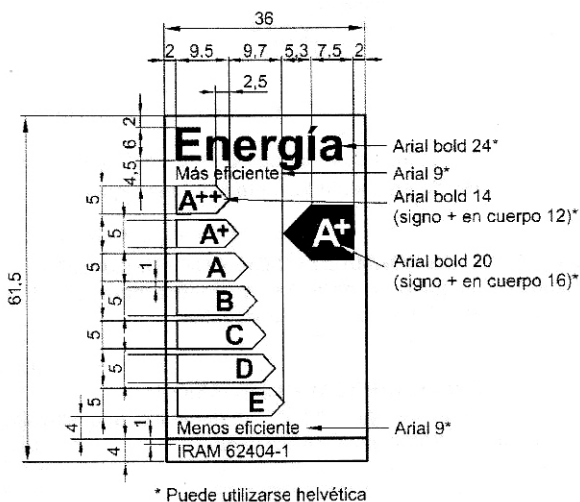 36
2 9,5 9,7 5,3 7,5 2
2,5
2
6
4,5
Energía
Arial bold 24*
Más eficiente
Arial 9*
A++
Arial bold 14
(signo + en cuerpo 12)*
5
5
A+
A+
Arial bold 20
(signo + en cuerpo 16)*
5
1
A
61,5
5
B
5
C
5
D
5
E
4
1
Menos eficiente
Arial 9*
4
IRAM 62404-1
* Puede utilizarse helvética